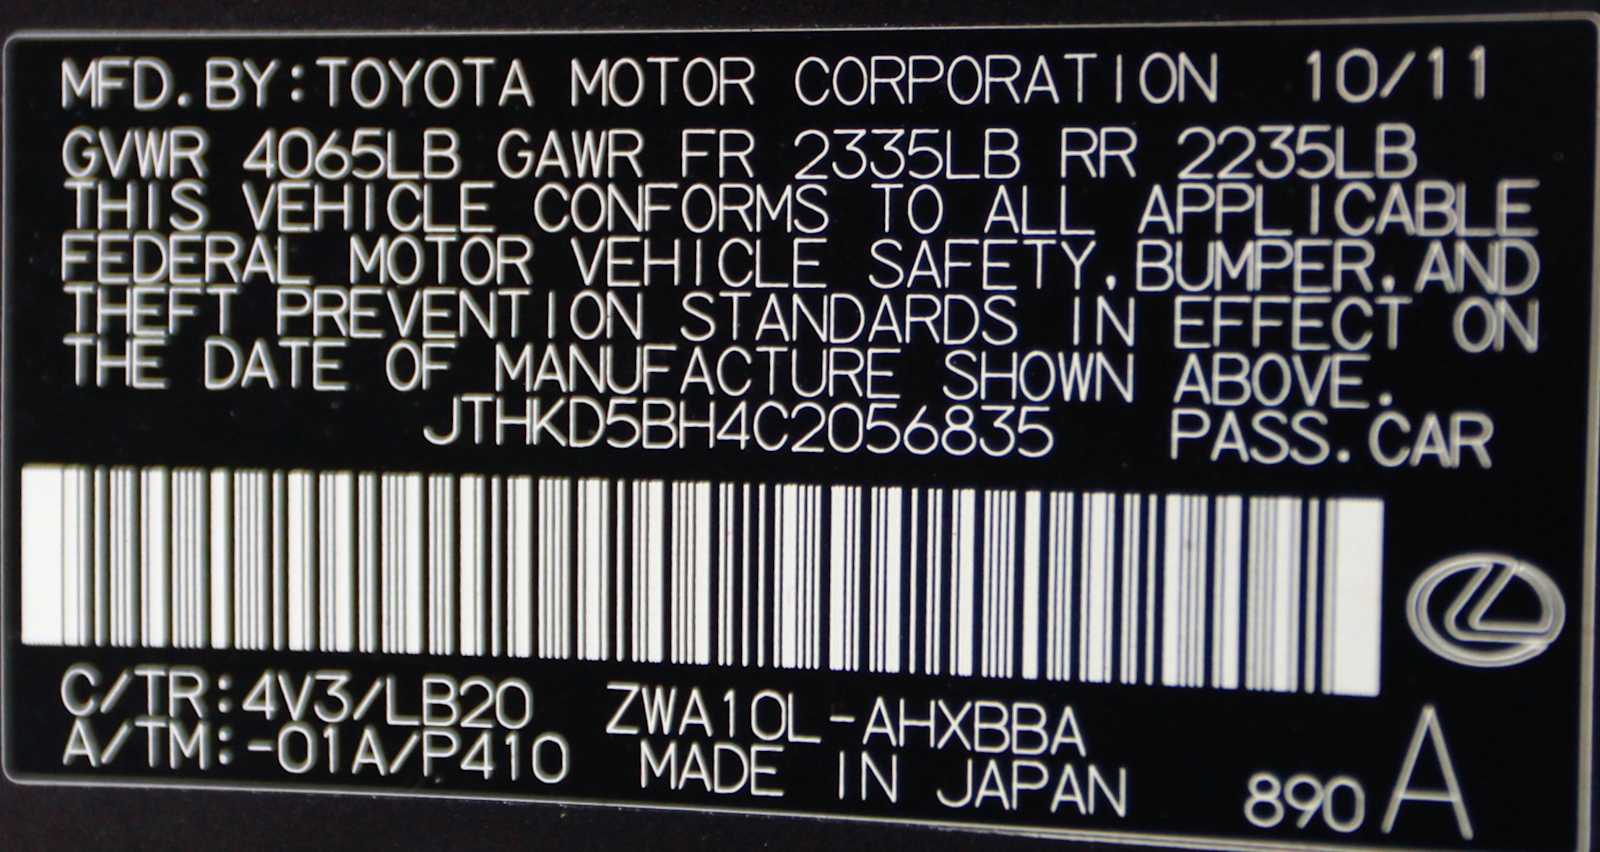 MFD.BY:TOYOTA MOTOR CORPORATION 10/11
GVWR 4065LB GAWR FR 2335LB RR 2235LB
THIS VEHICLE CONFORMS TO ALL APPLICABLE
FEDERAL MOTOR VEHICLE SAFETY,BUMPER,AND
THEFT PREVENTION STANDARDS IN EFFECT ON
THE DATE OF MANUFACTURE SHOWN ABOVE.
JTHKD5BH4C2056835 PASS.CAR
C/TR:4V3/LB20 ZWA10L-AHXBBA
A/TM:-01A/P410 MADE IN JAPAN 890 A